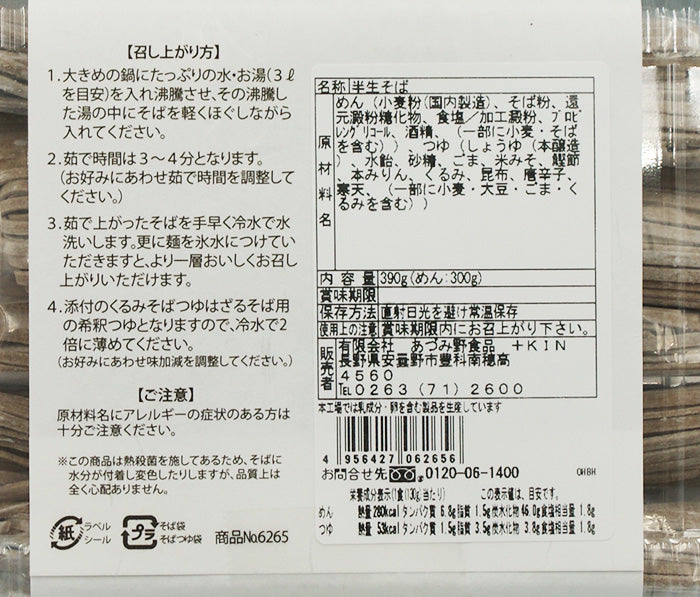 【召し上がり方】
1.大きめの鍋にたっぷりの水・お湯(3ℓ
を目安)を入れ沸騰させ、その沸騰し
た湯の中にそばを軽くほぐしながら
入れてください。
2.茹で時間は3〜4分となります。
(お好みにあわせ茹で時間を調整して
ください。)
3.茹で上がったそばを手早く冷水で水
洗いします。更に麺を氷水につけてい
ただきますと、より一層おいしくお召し
上がりいただけます。
4.添付のくるみそばつゆはざるそば用
の希釈つゆとなりますので、冷水で2
倍に薄めてください。
(お好みにあわせ味加減を調整してください。)
【ご注意】
原材料名にアレルギーの症状のある方は
十分ご注意ください。
※この商品は熱殺菌を施してあるため、そばに
水分が付着し変色したりしますが、品質上は
全く心配ありません。
紙 ラベル
シール
プラ そば袋
そばつゆ袋
商品No.6265
名称 半生そば
原材料名
めん(小麦粉(国内製造)、そば粉、還
元澱粉糖化物、食塩/加工澱粉、プロピ
レングリコール、酒精、(一部に小麦・そば
を含む))、つゆ(しょうゆ(本醸造
)、水飴、砂糖、ごま、米みそ、鰹節
、本みりん、くるみ、昆布、唐辛子、
寒天、(一部に小麦・大豆・ごま・く
るみを含む))
内容量 390g(めん:300g)
賞味期限
保存方法 直射日光を避け常温保存
使用上の注意 賞味期限内にお召上がり下さい。
販売者
有限会社 あづみ野食品 +KIN
長野県安曇野市豊科南穂高
4560
TEL0263(71)2600
本工場では乳成分・卵を含む製品を生産しています
4 956427 062656
お問合せ先 0120-06-1400
OHBH
栄養成分表示(1食(130g)当たり) この表示値は、目安です。
めん 熱量 280kcal タンパク質 6.8g 脂質 1.5g 炭水化物 46.0g 食塩相当量 1.8g
つゆ 熱量 53kcal タンパク質 1.5g 脂質 3.5g 炭水化物 3.8g 食塩相当量 1.8g